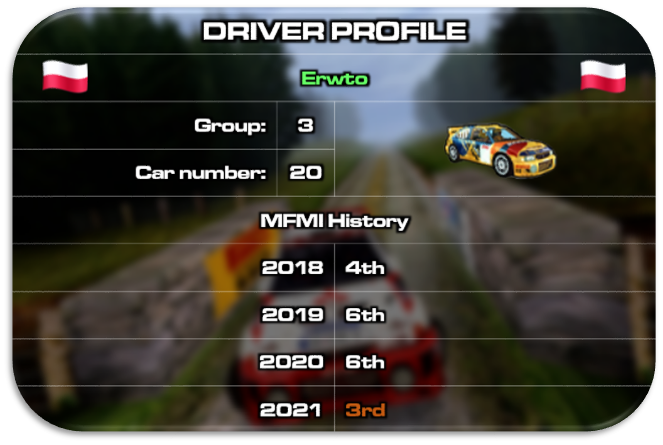 DRIVER PROFILE
Erwto
Group: 3
Car number: 20
MFMI History
2018 4th
2019 6th
2020 6th
2021 3rd